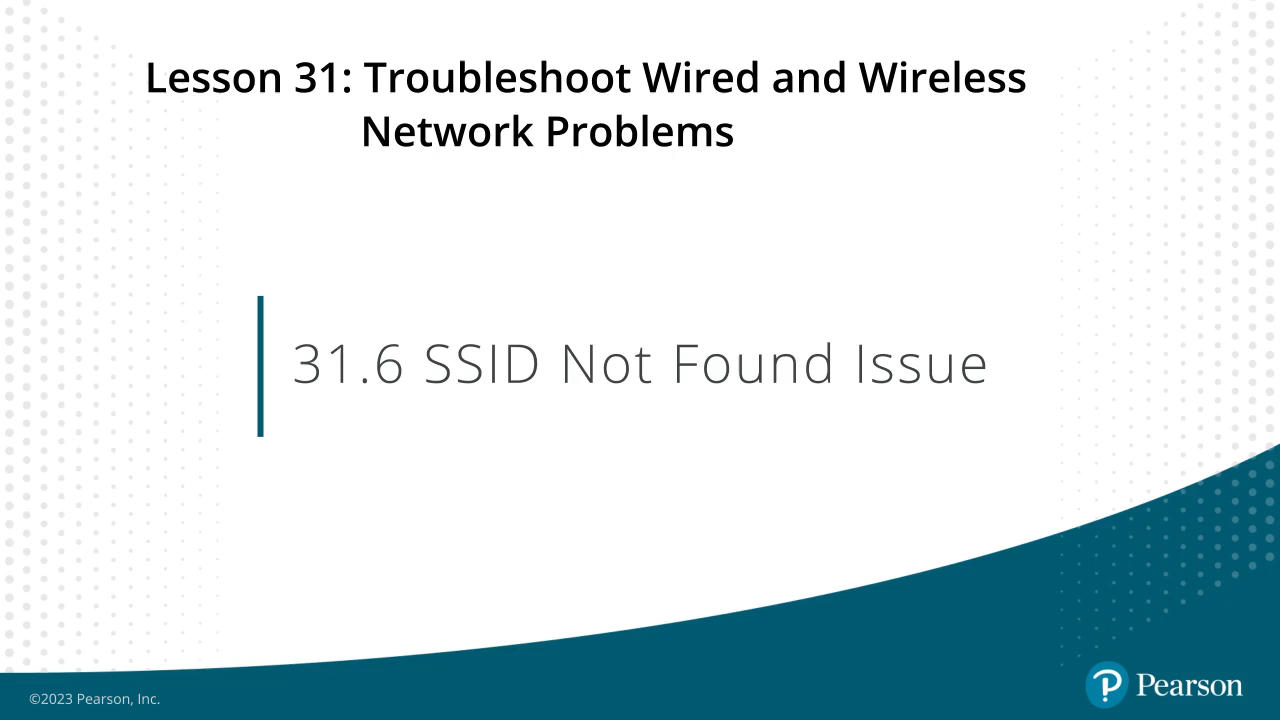 Lesson 31: Troubleshoot Wired and Wireless
Network Problems
31.6 SSID Not Found Issue
©2023 Pearson, Inc.
Pearson